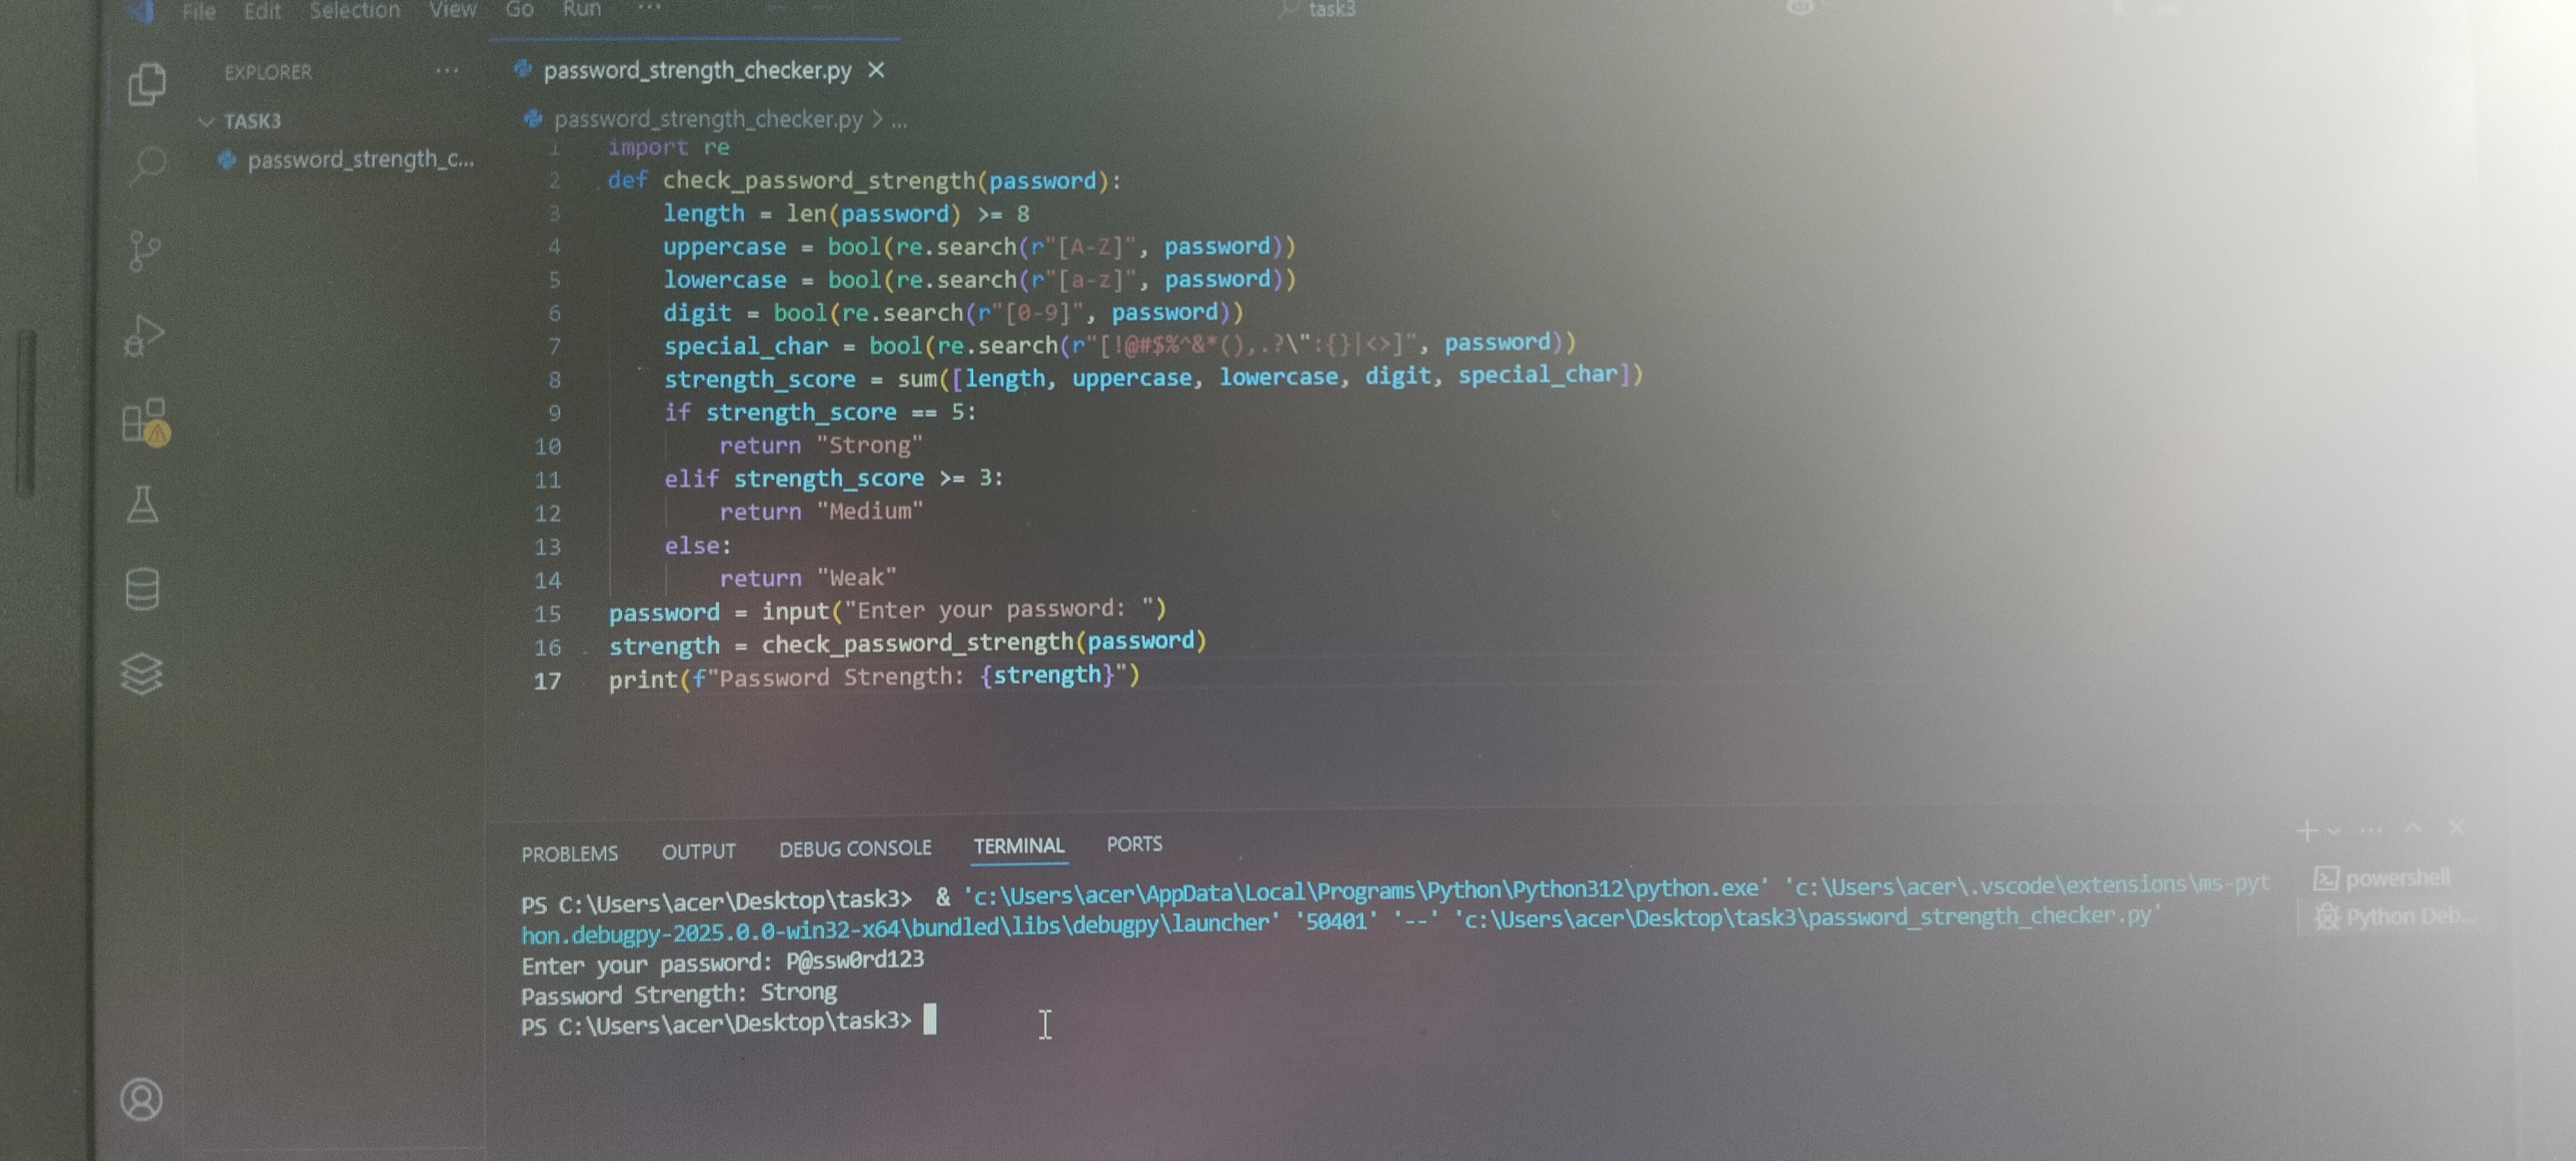 File Edit Selection View Go Run ...
task3
EXPLORER ...
TASK3
password_strength_c...
password_strength_checker.py
password_strength_checker.py > ...
1 import re
2 def check_password_strength(password):
3 length = len(password) >= 8
4 uppercase = bool(re.search(r"[A-Z]", password))
5 lowercase = bool(re.search(r"[a-z]", password))
6 digit = bool(re.search(r"[0-9]", password))
7 special_char = bool(re.search(r"[!@#$%^&*(),.?\":{}|<>]", password))
8 strength_score = sum([length, uppercase, lowercase, digit, special_char])
9 if strength_score == 5:
10 return "Strong"
11 elif strength_score >= 3:
12 return "Medium"
13 else:
14 return "Weak"
15 password = input("Enter your password: ")
16 strength = check_password_strength(password)
17 print(f"Password Strength: {strength}")
PROBLEMS OUTPUT DEBUG CONSOLE TERMINAL PORTS
PS C:\Users\acer\Desktop\task3> & 'c:\Users\acer\AppData\Local\Programs\Python\Python312\python.exe' 'c:\Users\acer\.vscode\extensions\ms-pyt
hon.debugpy-2025.0.0-win32-x64\bundled\libs\debugpy\launcher' '50401' '--' 'c:\Users\acer\Desktop\task3\password_strength_checker.py'
Enter your password: P@ssw0rd123
Password Strength: Strong
PS C:\Users\acer\Desktop\task3>
powershell
Python Deb...